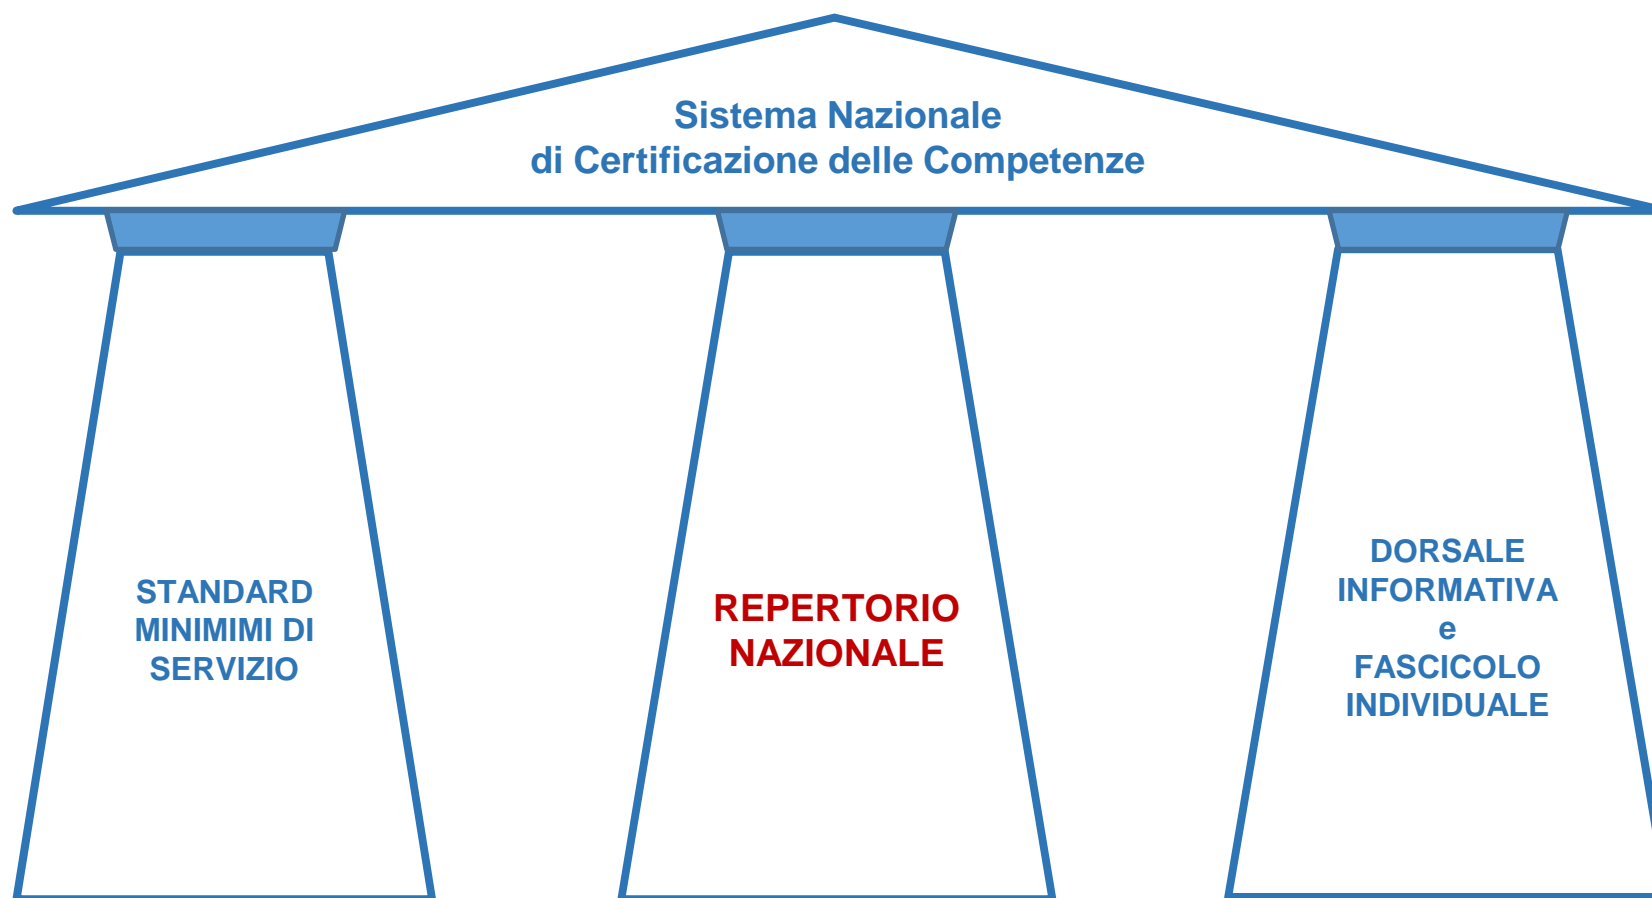 Sistema Nazionale
di Certificazione delle Competenze
STANDARD
MINIMIMI DI
SERVIZIO
REPERTORIO
NAZIONALE
DORSALE
INFORMATIVA
e
FASCICOLO
INDIVIDUALE